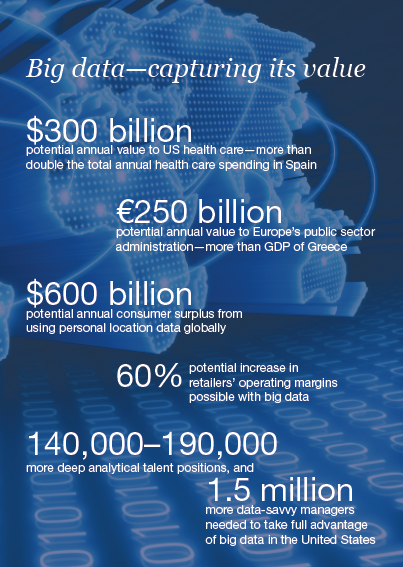 Big data—capturing its value
$300 billion
potential annual value to US health care—more than
double the total annual health care spending in Spain
€250 billion
potential annual value to Europe's public sector
administration—more than GDP of Greece
$600 billion
potential annual consumer surplus from
using personal location data globally
60%
potential increase in
retailers' operating margins
possible with big data
140,000–190,000
more deep analytical talent positions, and
1.5 million
more data-savvy managers
needed to take full advantage
of big data in the United States